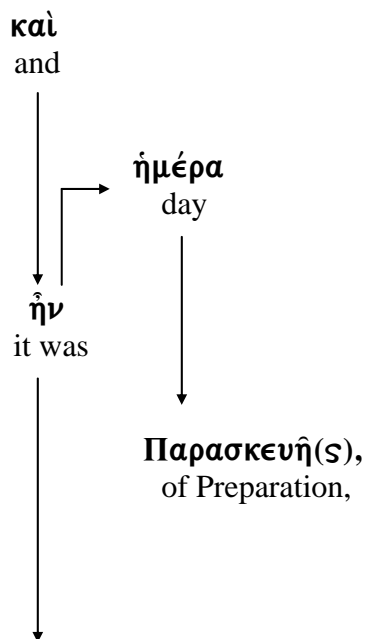 καὶ
and
ἡμέρα
day
ἦν
it was
Παρασκευῆ(ς),
of Preparation,